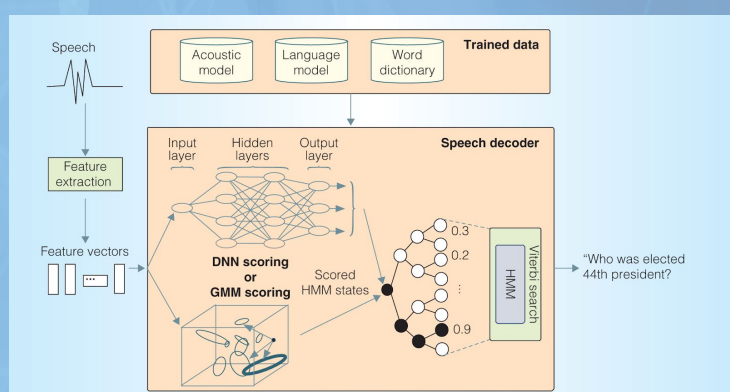 Speech
Trained data
Acoustic
model
Language
model
Word
dictionary
Feature
extraction
Feature vectors
...
Speech decoder
Input
layer
Hidden
layers
Output
layer
DNN scoring
or
GMM scoring
Scored
HMM states
0.3
0.2
...
0.9
Viterbi search
HMM
"Who was elected
44th president?